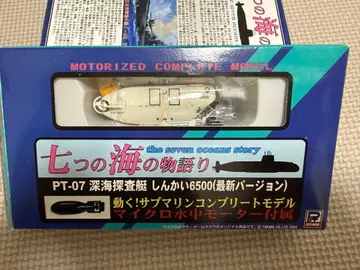 MOTORIZED COMPLETE MODEL
七つの海の物語り
the seven oceans story
PT-07 深海探査艇 しんかい6500(最新バージョン)
動く!サブマリンコンプリートモデル
マイクロ水中モーター付属